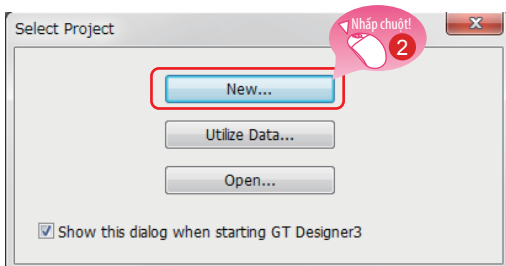 Select Project
Nhấp chuột!
2
New...
Utilize Data...
Open...
Show this dialog when starting GT Designer3